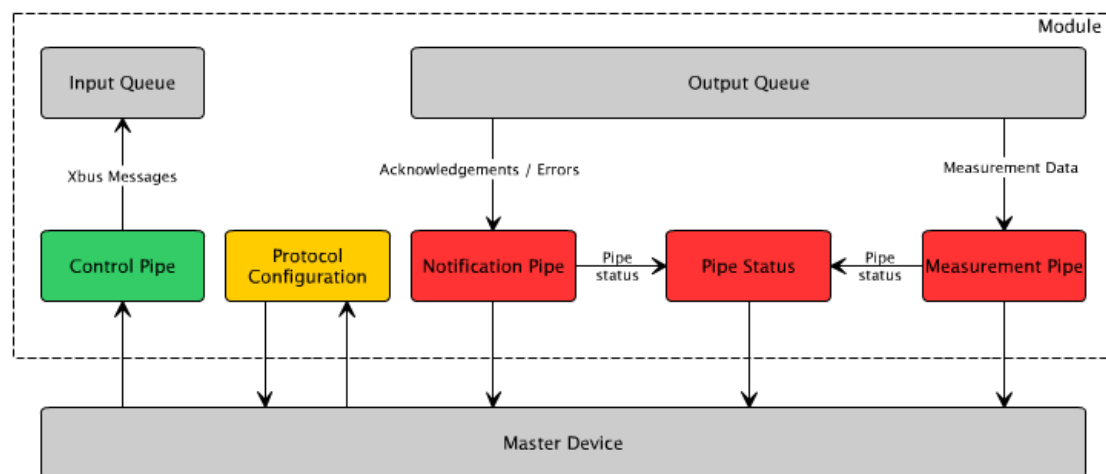 Module
Input Queue
Output Queue
Xbus Messages
Acknowledgements / Errors
Measurement Data
Control Pipe
Protocol
Configuration
Notification Pipe
Pipe
status
Pipe Status
Pipe
status
Measurement Pipe
Master Device